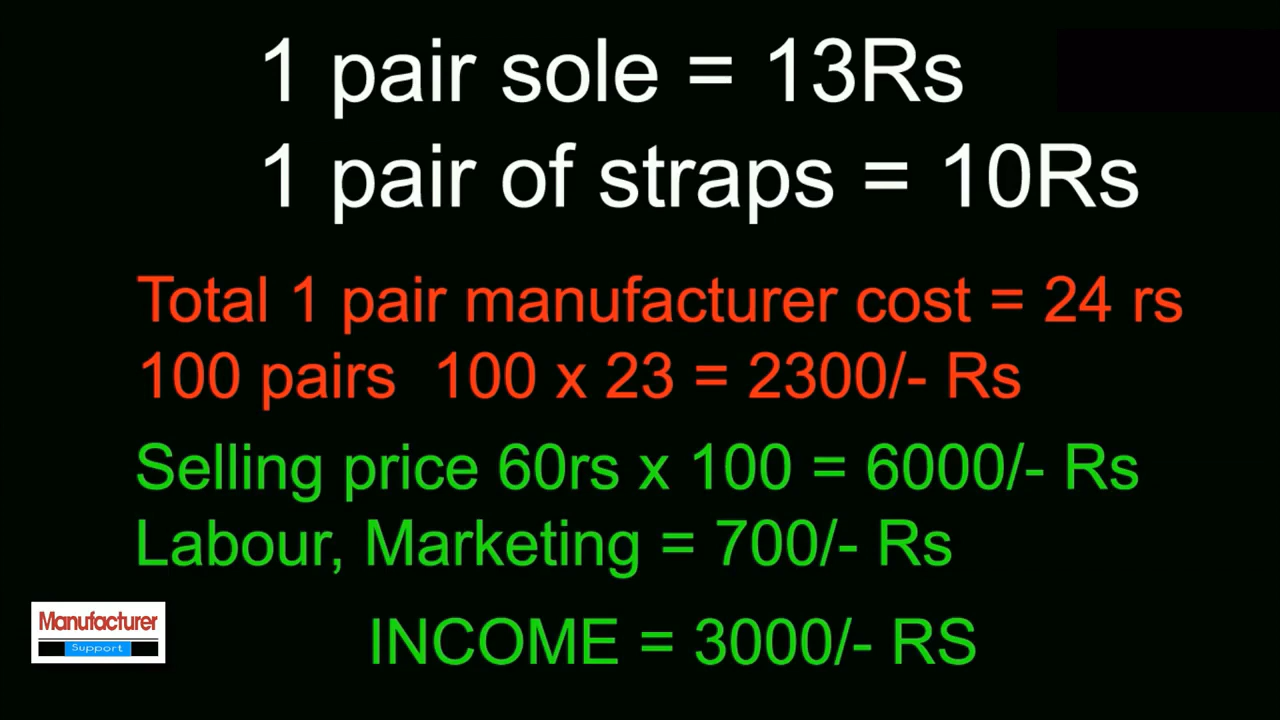 1 pair sole = 13Rs
1 pair of straps = 10Rs
Total 1 pair manufacturer cost = 24 rs
100 pairs 100 x 23 = 2300/- Rs
Selling price 60rs x 100 = 6000/- Rs
Labour, Marketing = 700/- Rs
INCOME = 3000/- RS
Manufacturer
Support